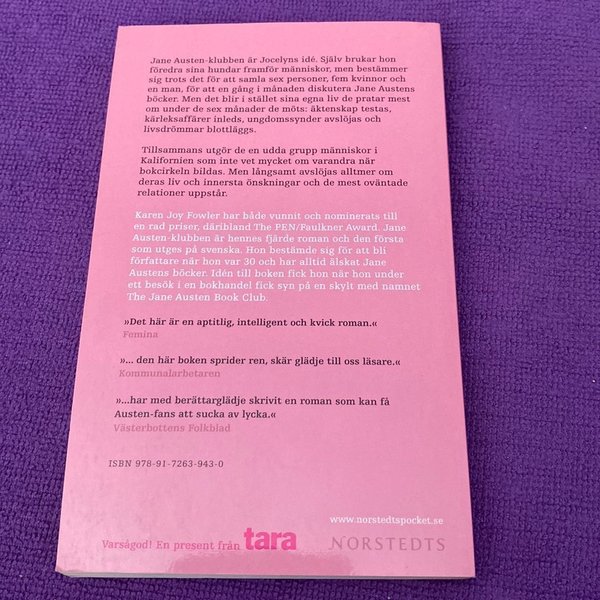 Jane Austen-klubben är Jocelyns idé. Själv brukar hon
föredra sina hundar framför människor, men bestämmer
sig trots det för att samla sex personer, fem kvinnor och
en man, för att en gång i månaden diskutera Jane Austens
böcker. Men det blir i stället sina egna liv de pratar mest
om under de sex månader de möts: äktenskap testas,
kärleksaffärer inleds, ungdomssynder avslöjas och
livsdrömmar blottläggs.
Tillsammans utgör de en udda grupp människor i
Kalifornien som inte vet mycket om varandra när
bokcirkeln bildas. Men långsamt avslöjas alltmer om
deras liv och innersta önskningar och de mest oväntade
relationer uppstår.
Karen Joy Fowler har både vunnit och nominerats till
en rad priser, däribland The PEN/Faulkner Award. Jane
Austen-klubben är hennes fjärde roman och den första
som utges på svenska. Hon bestämde sig för att bli
författare när hon var 30 och har alltid älskat Jane
Austens böcker. Idén till boken fick hon när hon under
ett besök i en bokhandel fick syn på en skylt med namnet
The Jane Austen Book Club.
»Det här är en aptitlig, intelligent och kvick roman.«
Femina
»... den här boken sprider ren, skär glädje till oss läsare.«
Kommunalarbetaren
»...har med berättarglädje skrivit en roman som kan få
Austen-fans att sucka av lycka.«
Västerbottens Folkblad
ISBN 978-91-7263-943-0
www.norstedtspocket.se
Varsågod! En present från tara NORSTEDTS